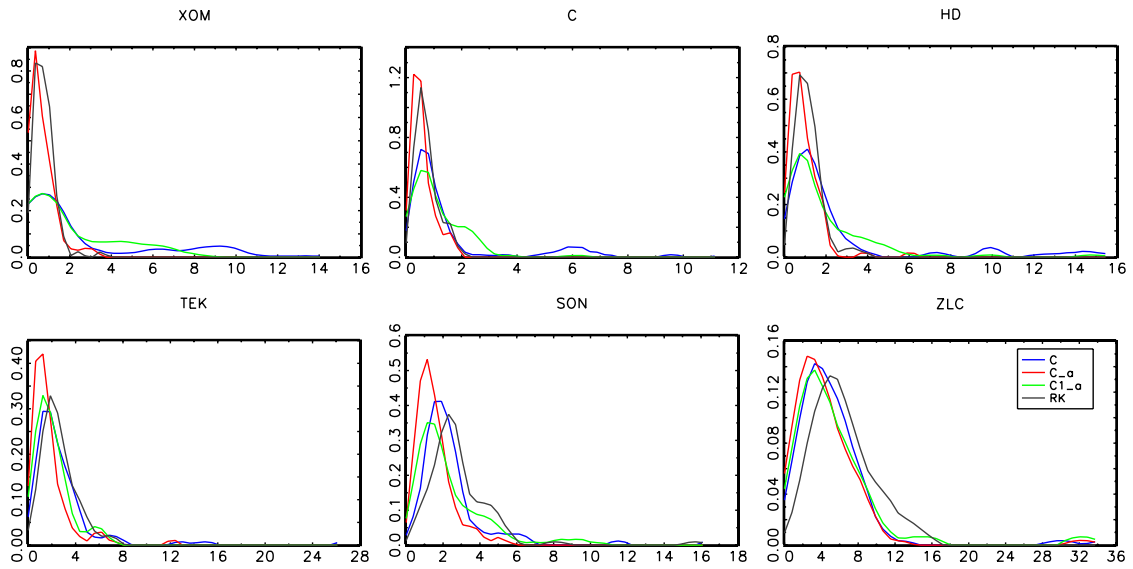 XOM
C
HD
0.0 0.2 0.4 0.6 0.8
0 2 4 6 8 10 12 14 16
0.0 0.4 0.8 1.2
0 2 4 6 8 10 12
0.0 0.2 0.4 0.6 0.8
0 2 4 6 8 10 12 14 16
TEK
SON
ZLC
0.00 0.10 0.20 0.30 0.40
0 4 8 12 16 20 24 28
0.0 0.1 0.2 0.3 0.4 0.5 0.6
0 2 4 6 8 10 12 14 16 18
0.00 0.04 0.08 0.12 0.16
0 4 8 12 16 20 24 28 32 36
C
C_a
C1_a
RK